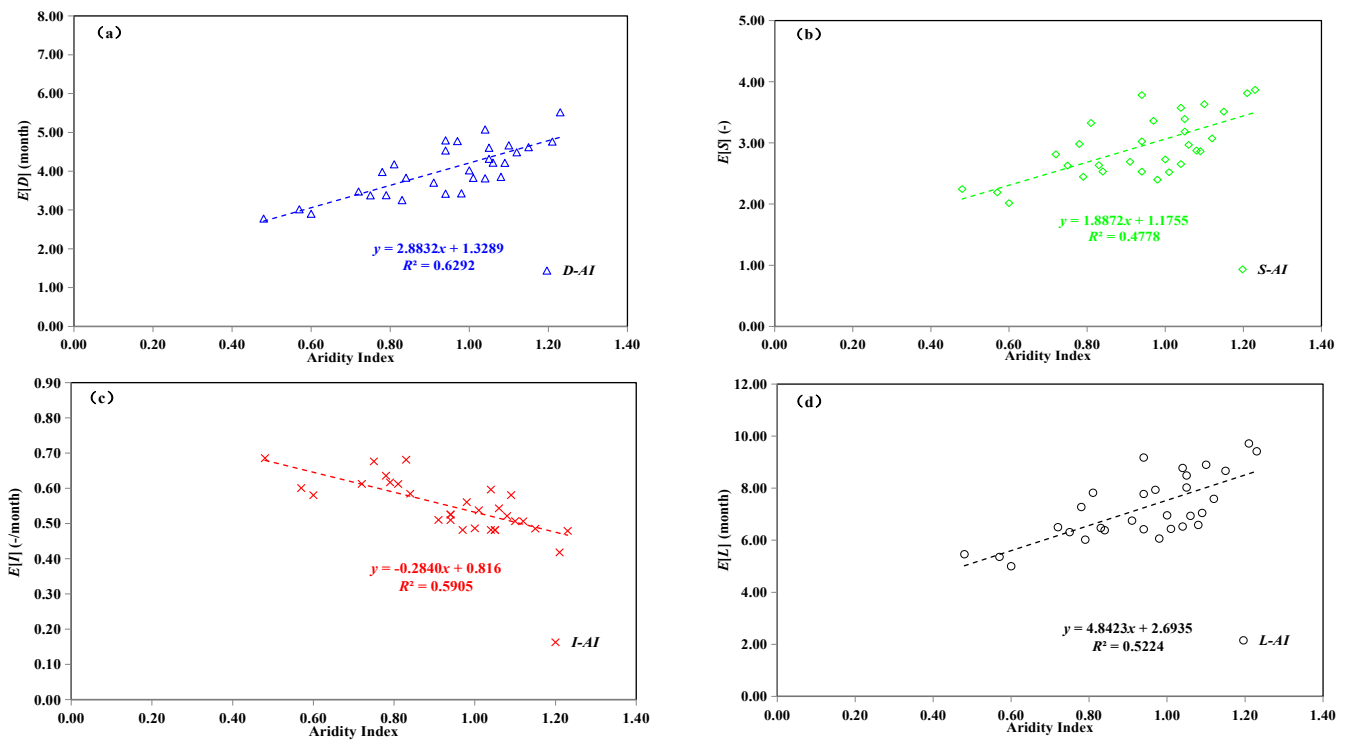 (a)
8.00
7.00
6.00
5.00
4.00
3.00
2.00
1.00
0.00
E[D] (month)
y = 2.8832x + 1.3289
R² = 0.6292
D-AI
0.00 0.20 0.40 0.60 0.80 1.00 1.20 1.40
Aridity Index
(b)
5.00
4.00
3.00
2.00
1.00
0.00
E[S] (-)
y = 1.8872x + 1.1755
R² = 0.4778
S-AI
0.00 0.20 0.40 0.60 0.80 1.00 1.20 1.40
Aridity Index
(c)
0.90
0.80
0.70
0.60
0.50
0.40
0.30
0.20
0.10
0.00
E[I] (-/month)
y = -0.2840x + 0.816
R² = 0.5905
I-AI
0.00 0.20 0.40 0.60 0.80 1.00 1.20 1.40
Aridity Index
(d)
12.00
10.00
8.00
6.00
4.00
2.00
0.00
E[L] (month)
y = 4.8423x + 2.6935
R² = 0.5224
L-AI
0.00 0.20 0.40 0.60 0.80 1.00 1.20 1.40
Aridity Index